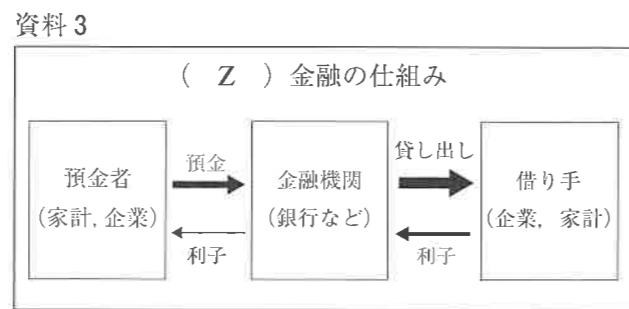 資料3
( Z )金融の仕組み
預金者
(家計,企業)
預金
利子
金融機関
(銀行など)
貸し出し
利子
借り手
(企業,家計)